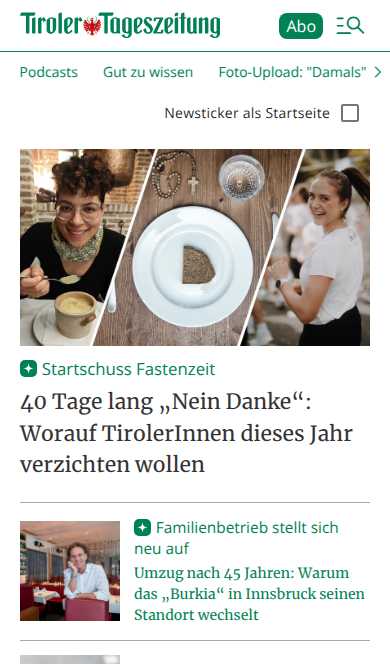 Tiroler Tageszeitung
Abo
Podcasts Gut zu wissen Foto-Upload: "Damals"
Newsticker als Startseite
Startschuss Fastenzeit
40 Tage lang „Nein Danke“:
Worauf TirolerInnen dieses Jahr
verzichten wollen
Familienbetrieb stellt sich
neu auf
Umzug nach 45 Jahren: Warum
das „Burkia“ in Innsbruck seinen
Standort wechselt